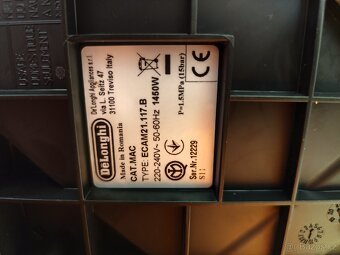 DeLonghi
De'Longhi Appliances s.r.l.
via L. Seitz 47
31100 Treviso Italy
Made in Romania
CAT.MAC
TYPE: ECAM21.117.B
220-240V~ 50-60Hz 1450W
P=1.5MPa (15bar)
CE
Ser.Nr.12229